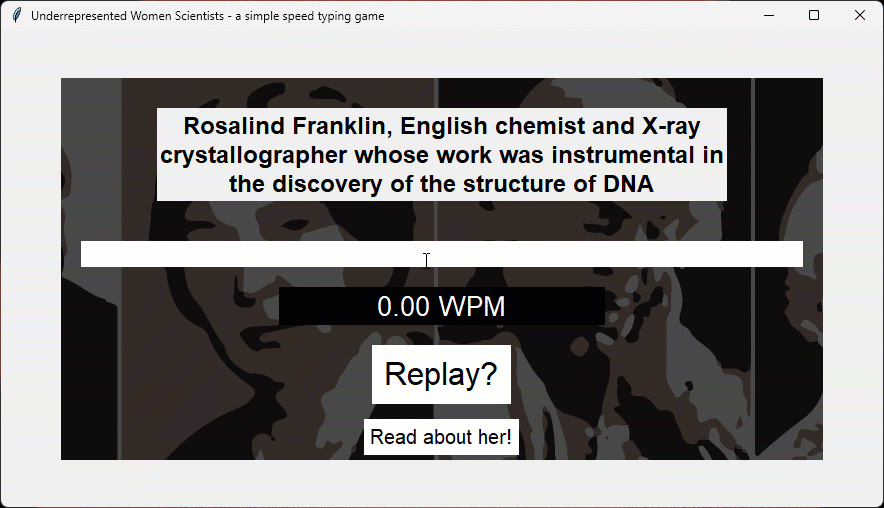 Underrepresented Women Scientists - a simple speed typing game
Rosalind Franklin, English chemist and X-ray
crystallographer whose work was instrumental in
the discovery of the structure of DNA
0.00 WPM
Replay?
Read about her!